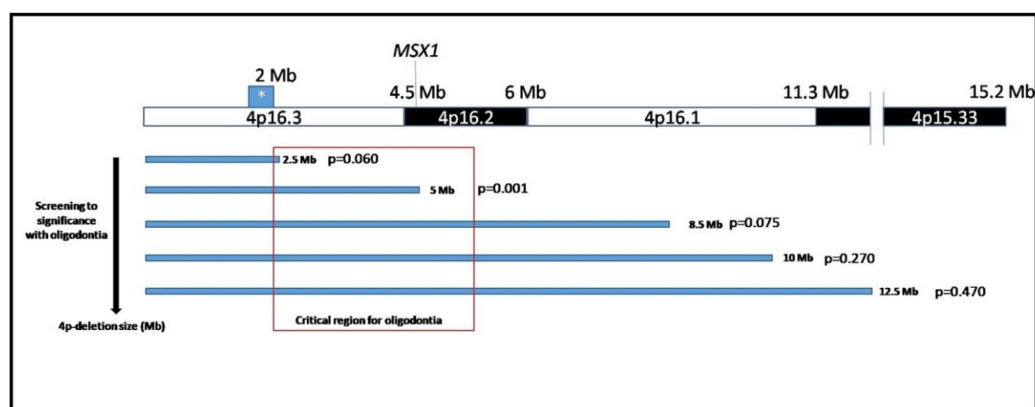 MSX1
2 Mb
*
4.5 Mb 6 Mb 11.3 Mb 15.2 Mb
4p16.3 4p16.2 4p16.1 4p15.33
2.5 Mb p=0.060
5 Mb p=0.001
Screening to
significance
with oligodontia
8.5 Mb p=0.075
10 Mb p=0.270
12.5 Mb p=0.470
4p-deletion size (Mb)
Critical region for oligodontia